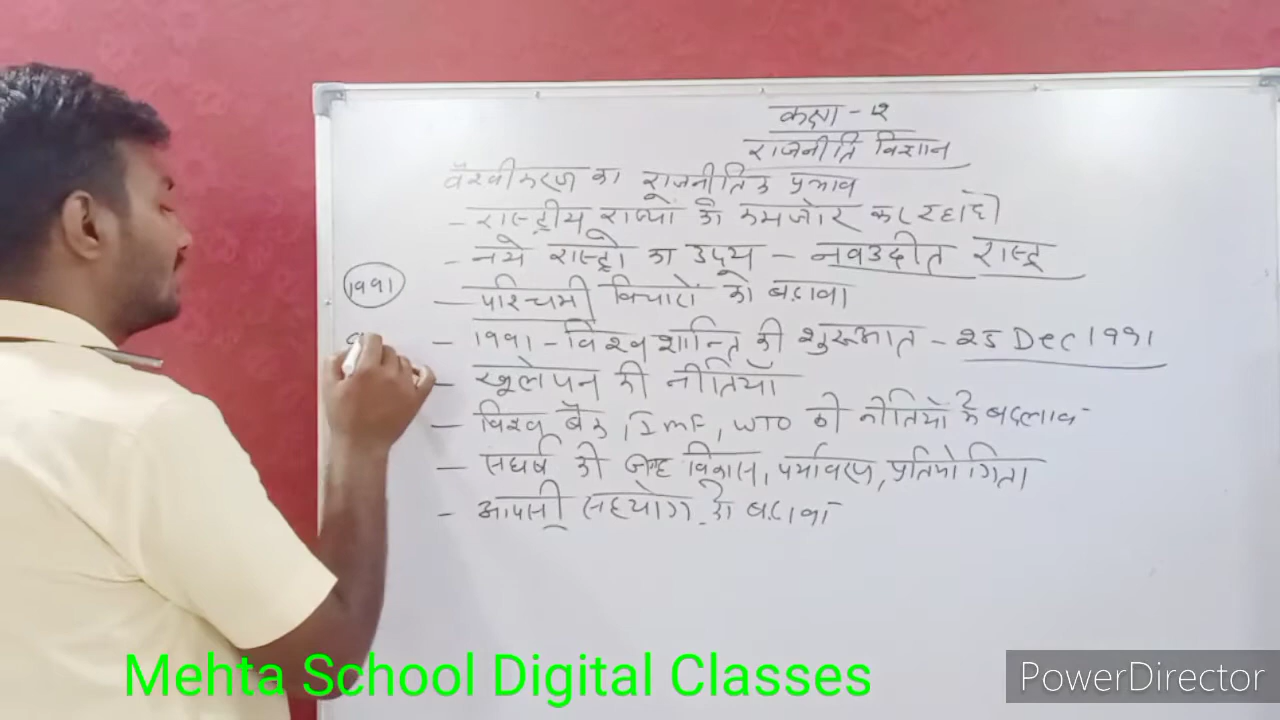 कक्षा - १२
राजनीति विज्ञान
वैश्वीकरण का राजनीतिक प्रभाव
- रास्ट्रीय राज्यों को कमजोर कर रहा है
- नये रास्ट्रो का उदय - नवउदीत रास्ट्र
१९९१
- पश्चिमी विचारों को बढावा
- १९९१ - विश्व शान्ति की शुरूआत - २5 Dec १९९१
- खूलेपन की नीतियाँ
- विश्व बैंक, IMF, WTO की नीतियों में बदलाव
- संघर्ष की जगह विकास, पर्यावरण, प्रतियोगिता
- आपसी सहयोग को बढावा
Mehta School Digital Classes
PowerDirector